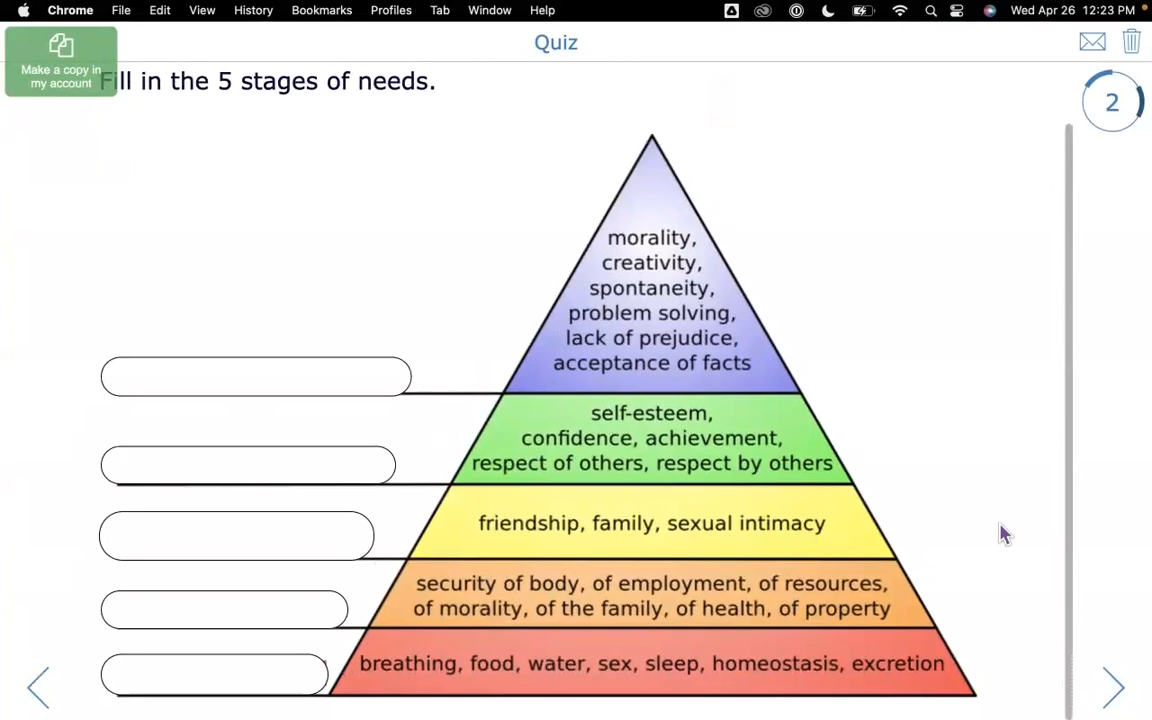 Chrome File Edit View History Bookmarks Profiles Tab Window Help Wed Apr 26 12:23 PM
Quiz
Make a copy in
my account
Fill in the 5 stages of needs.
2
morality,
creativity,
spontaneity,
problem solving,
lack of prejudice,
acceptance of facts
self-esteem,
confidence, achievement,
respect of others, respect by others
friendship, family, sexual intimacy
security of body, of employment, of resources,
of morality, of the family, of health, of property
breathing, food, water, sex, sleep, homeostasis, excretion